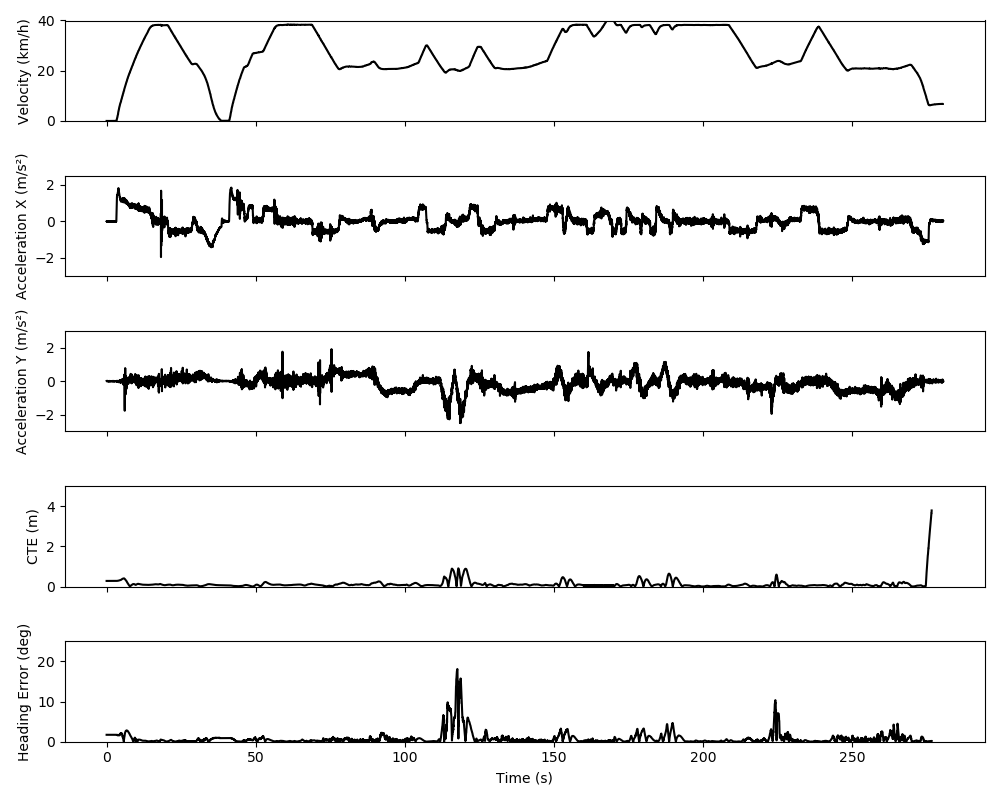 Velocity (km/h)
40
20
0
Acceleration X (m/s²)
2
0
−2
Acceleration Y (m/s²)
2
0
−2
CTE (m)
4
2
0
Heading Error (deg)
20
10
0
0 50 100 150 200 250
Time (s)